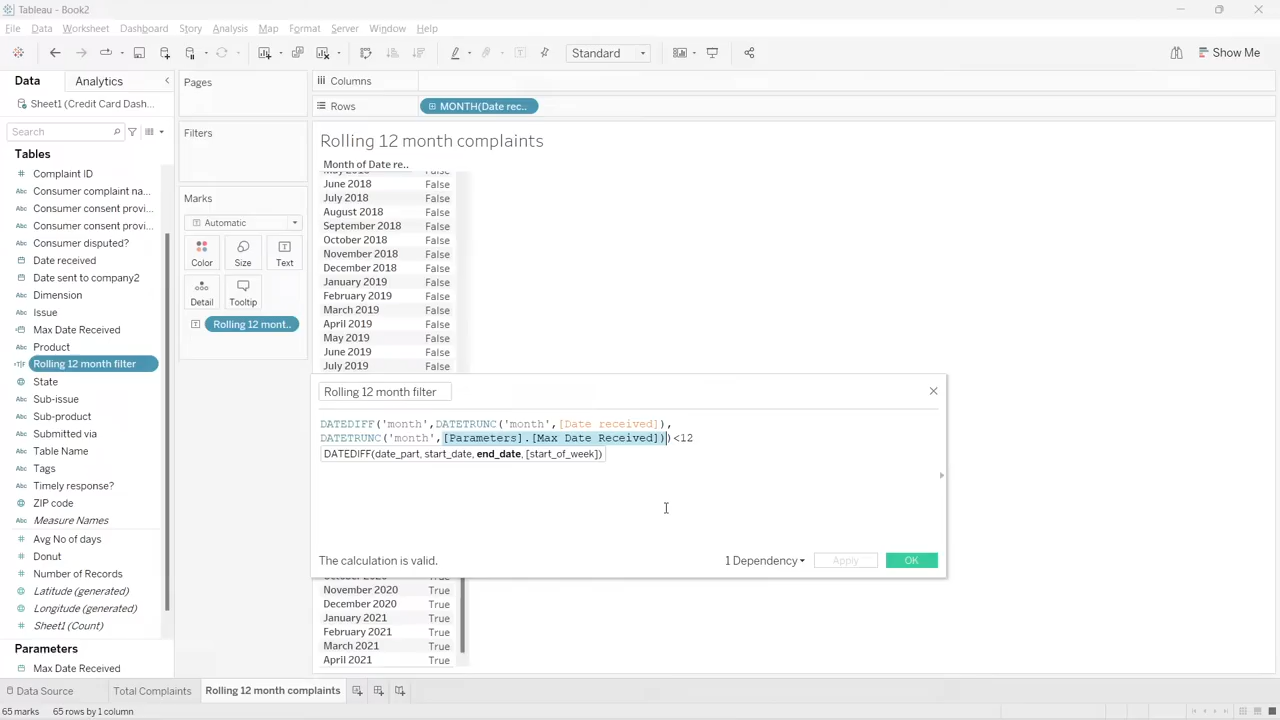 Tableau - Book2
File Data Worksheet Dashboard Story Analysis Map Format Server Window Help
Standard
Show Me
Data Analytics
Sheet1 (Credit Card Dash...
Search
Tables
Complaint ID
Consumer complaint na...
Consumer consent provi...
Consumer consent provi...
Consumer disputed?
Date received
Date sent to company2
Dimension
Issue
Max Date Received
Product
Rolling 12 month filter
State
Sub-issue
Sub-product
Submitted via
Table Name
Tags
Timely response?
ZIP code
Measure Names
Avg No of days
Donut
Number of Records
Latitude (generated)
Longitude (generated)
Sheet1 (Count)
Parameters
Max Date Received
Pages
Filters
Marks
Automatic
Color Size Text
Detail Tooltip
Rolling 12 mont..
Columns
Rows MONTH(Date rec..
Rolling 12 month complaints
Month of Date re..
June 2018 False
July 2018 False
August 2018 False
September 2018 False
October 2018 False
November 2018 False
December 2018 False
January 2019 False
February 2019 False
March 2019 False
April 2019 False
May 2019 False
June 2019 False
July 2019 False
Rolling 12 month filter
DATEDIFF('month',DATETRUNC('month',[Date received]),
DATETRUNC('month',[Parameters].[Max Date Received]))<12
DATEDIFF(date_part, start_date, end_date, [start_of_week])
The calculation is valid.
1 Dependency
Apply
OK
October 2020 True
November 2020 True
December 2020 True
January 2021 True
February 2021 True
March 2021 True
April 2021 True
Data Source Total Complaints Rolling 12 month complaints
65 marks 65 rows by 1 column